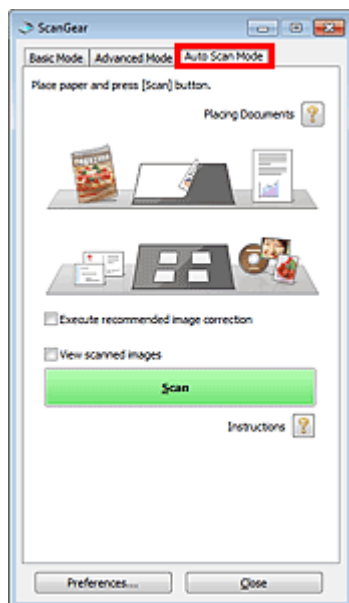 ScanGear
Basic Mode Advanced Mode Auto Scan Mode
Place paper and press [Scan] button.
Placing Documents
magazine
Execute recommended image correction
View scanned images
Scan
Instructions
Preferences... Close